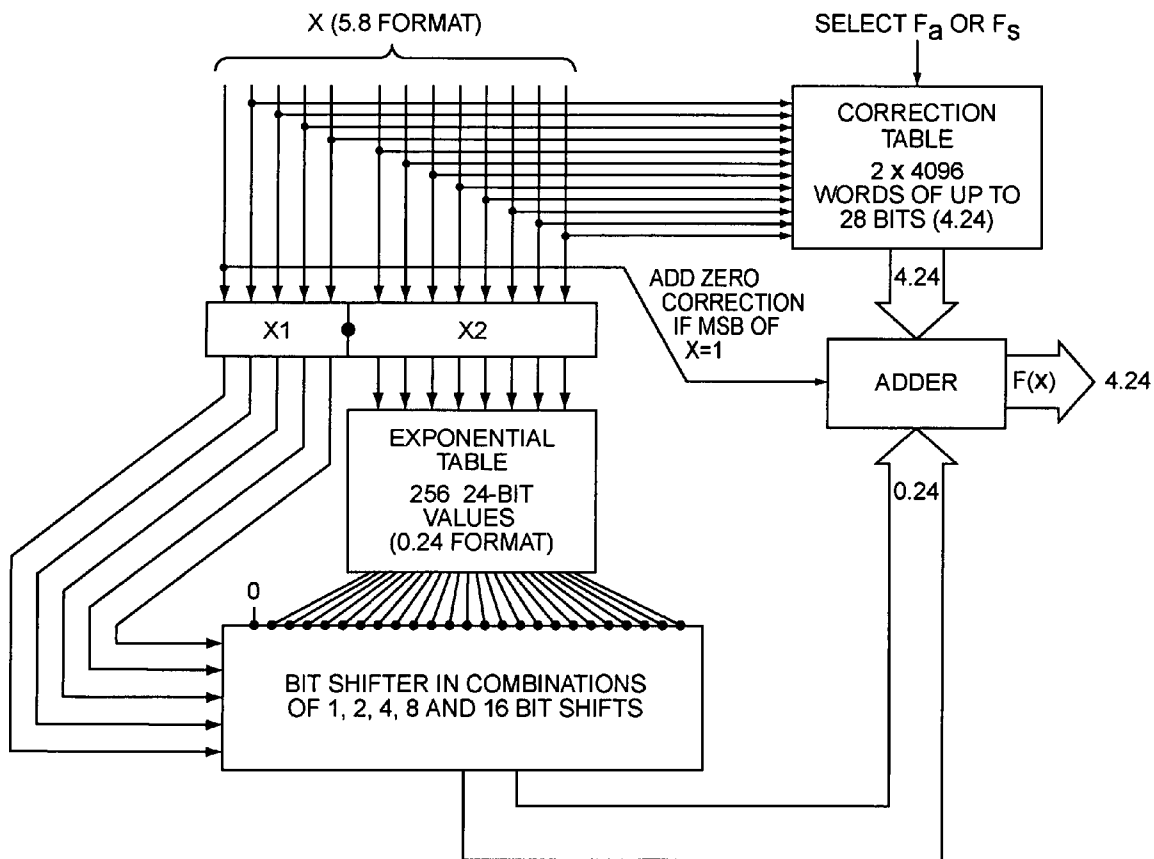 X (5.8 FORMAT)
SELECT Fa OR Fs
CORRECTION
TABLE
2 x 4096
WORDS OF UP TO
28 BITS (4.24)
4.24
ADD ZERO
CORRECTION
IF MSB OF
X=1
X1
X2
ADDER
F(x)
4.24
EXPONENTIAL
TABLE
256 24-BIT
VALUES
(0.24 FORMAT)
0.24
0
BIT SHIFTER IN COMBINATIONS
OF 1, 2, 4, 8 AND 16 BIT SHIFTS